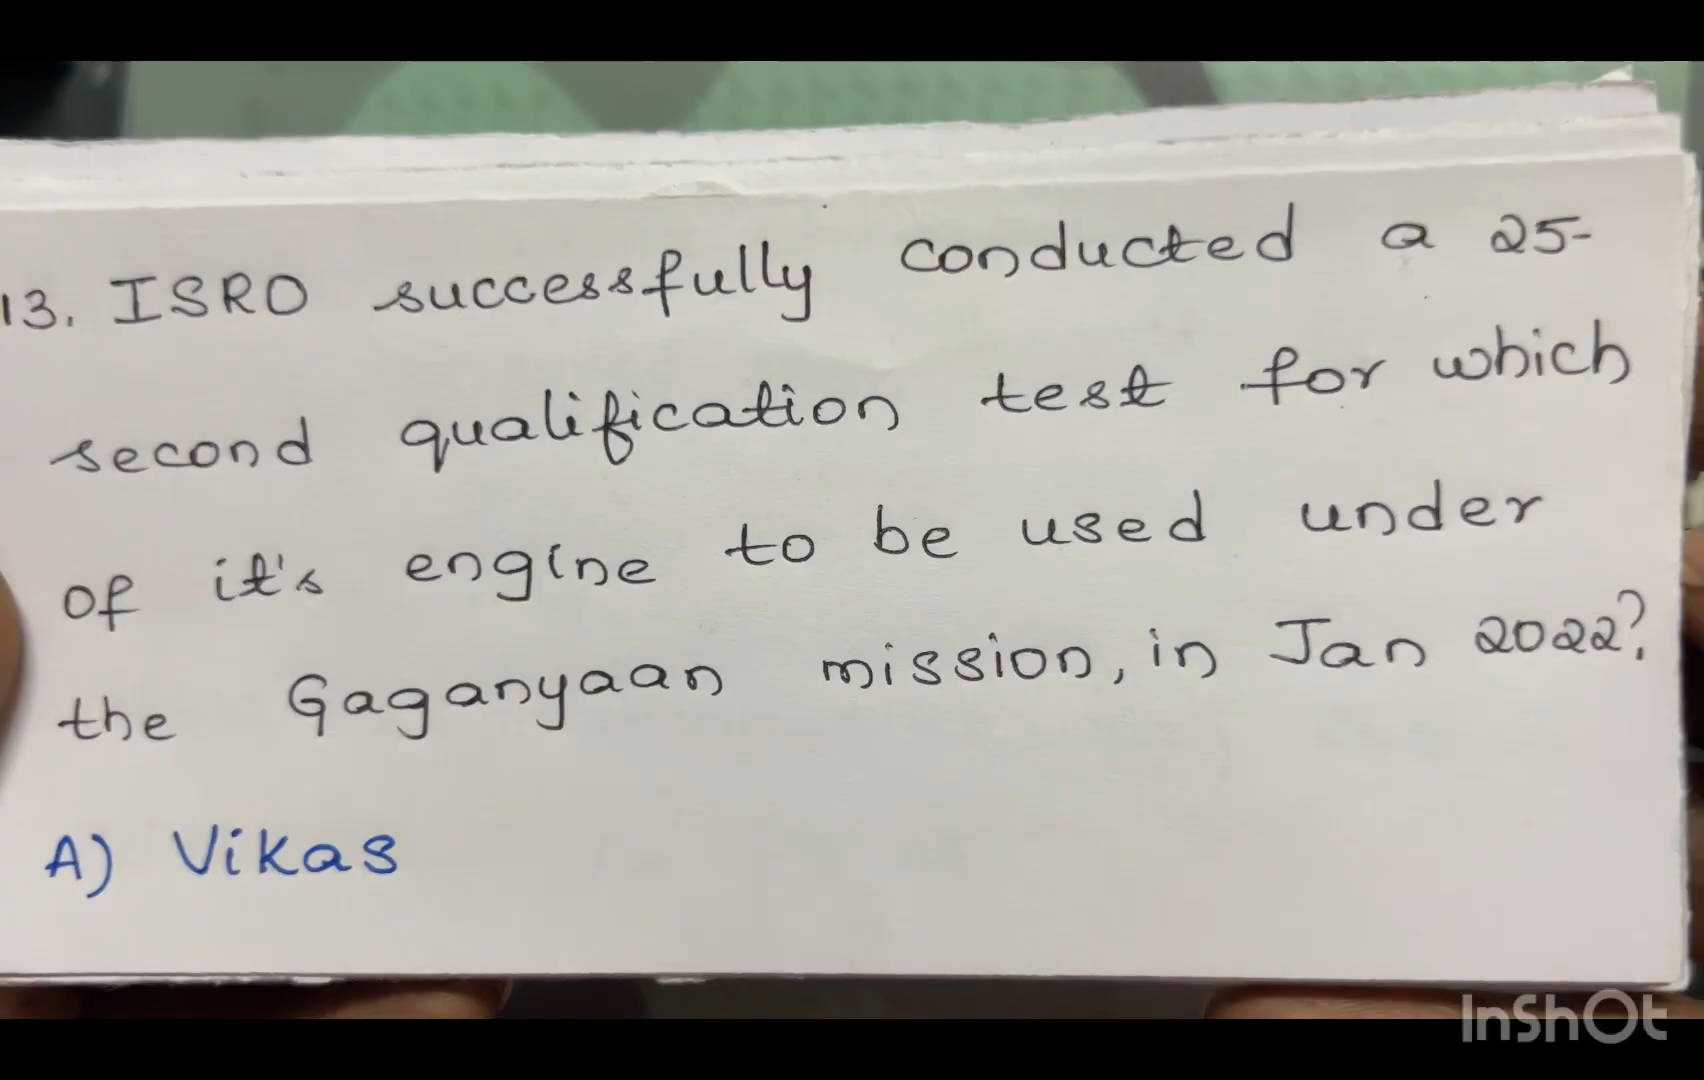 13. ISRO successfully conducted a 25-
second qualification test for which
of it's engine to be used under
the Gaganyaan mission, in Jan 2022?
A) Vikas
InShOt